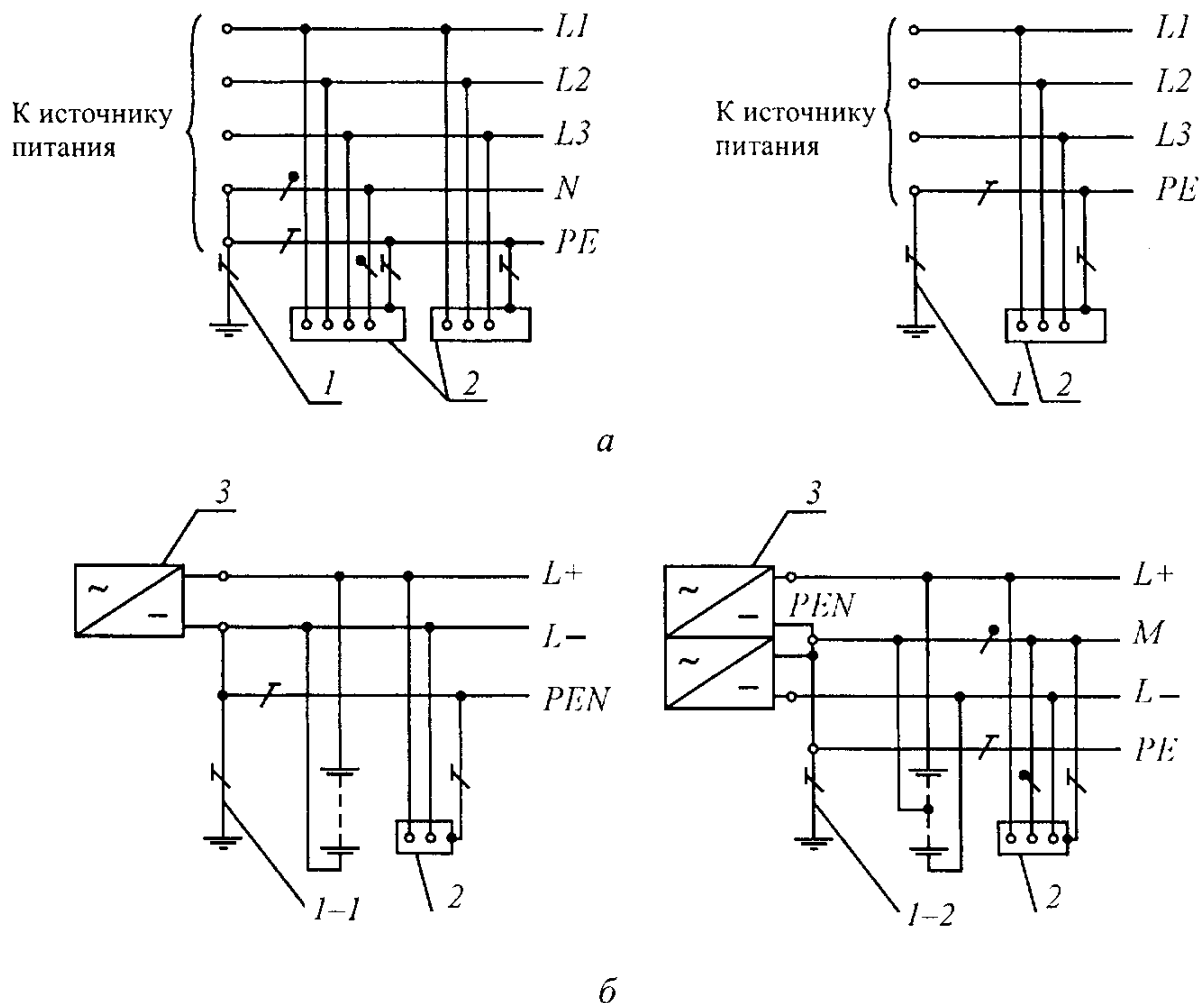 L1
L2
L3
N
PE
К источнику
питания
1
2
L1
L2
L3
PE
К источнику
питания
1
2
а
3
~
–
L+
L–
PEN
1–1
2
3
~
–
~
–
PEN
L+
M
L–
PE
1–2
2
б